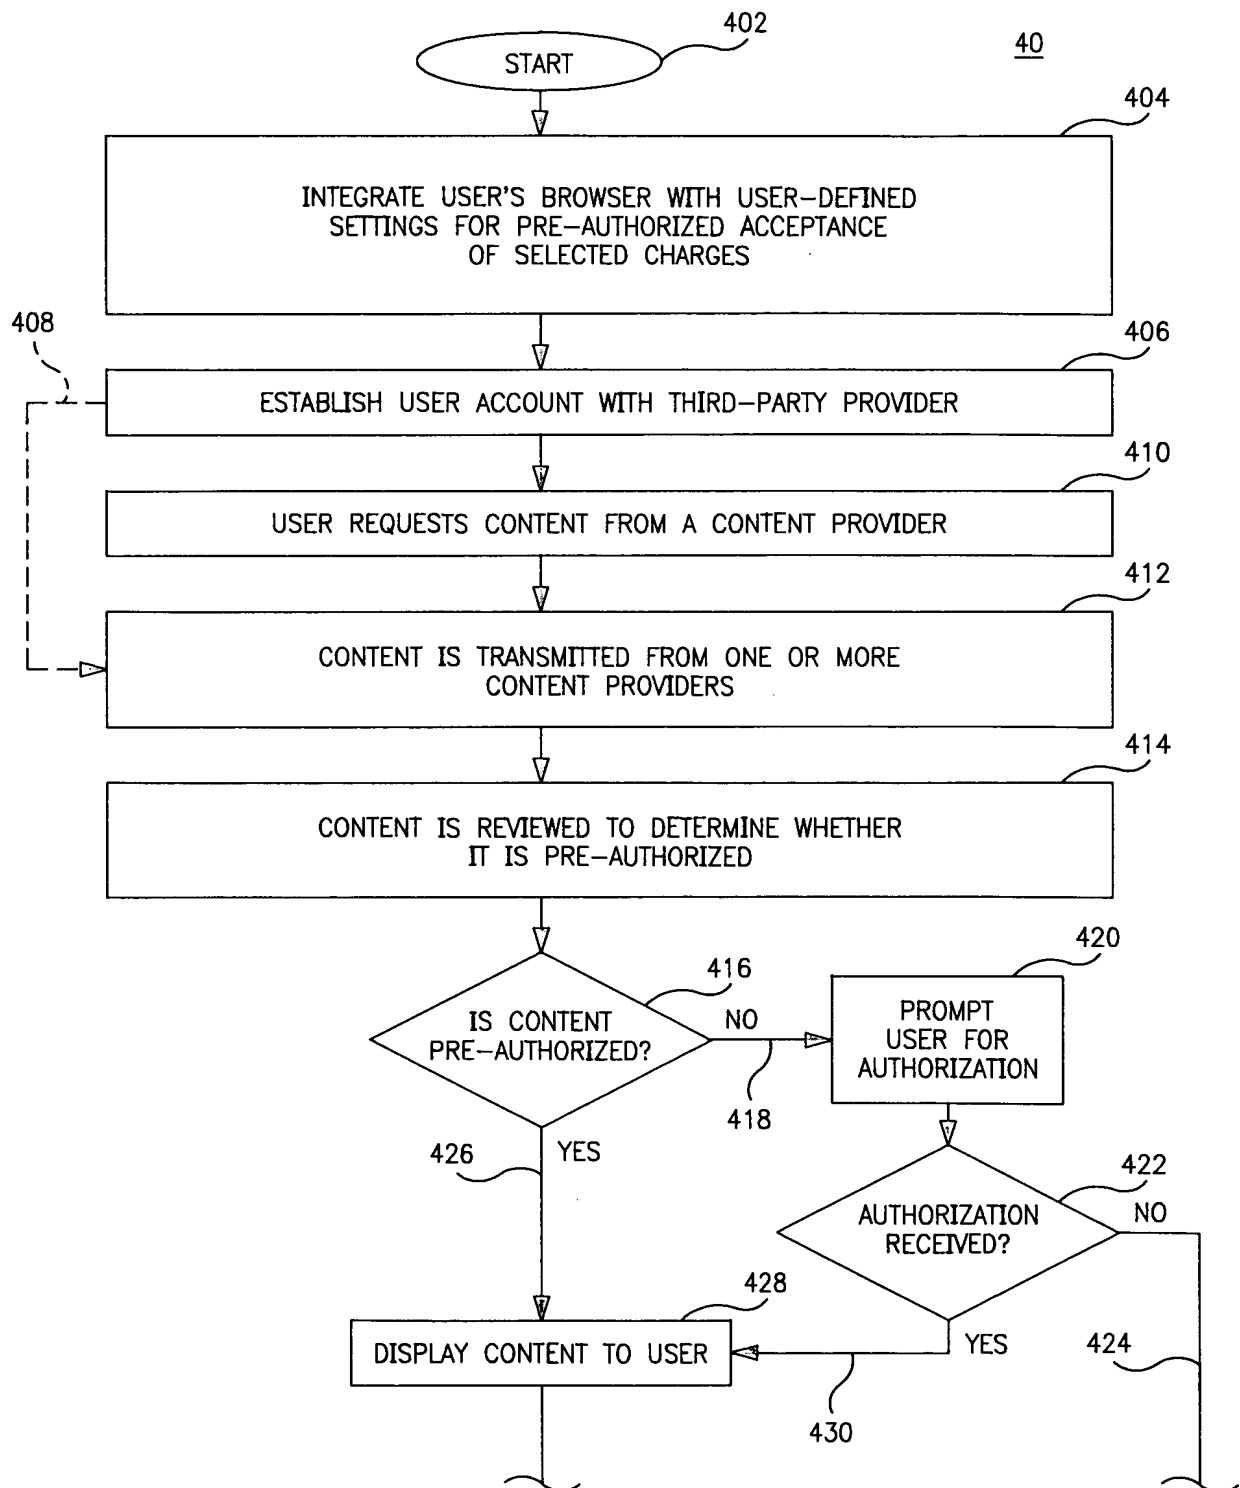 402
40
START
404
INTEGRATE USER'S BROWSER WITH USER-DEFINED
SETTINGS FOR PRE-AUTHORIZED ACCEPTANCE
OF SELECTED CHARGES
408
406
ESTABLISH USER ACCOUNT WITH THIRD-PARTY PROVIDER
410
USER REQUESTS CONTENT FROM A CONTENT PROVIDER
412
CONTENT IS TRANSMITTED FROM ONE OR MORE
CONTENT PROVIDERS
414
CONTENT IS REVIEWED TO DETERMINE WHETHER
IT IS PRE-AUTHORIZED
416
IS CONTENT
PRE-AUTHORIZED?
NO
418
420
PROMPT
USER FOR
AUTHORIZATION
426
YES
422
AUTHORIZATION
RECEIVED?
NO
428
DISPLAY CONTENT TO USER
YES
430
424